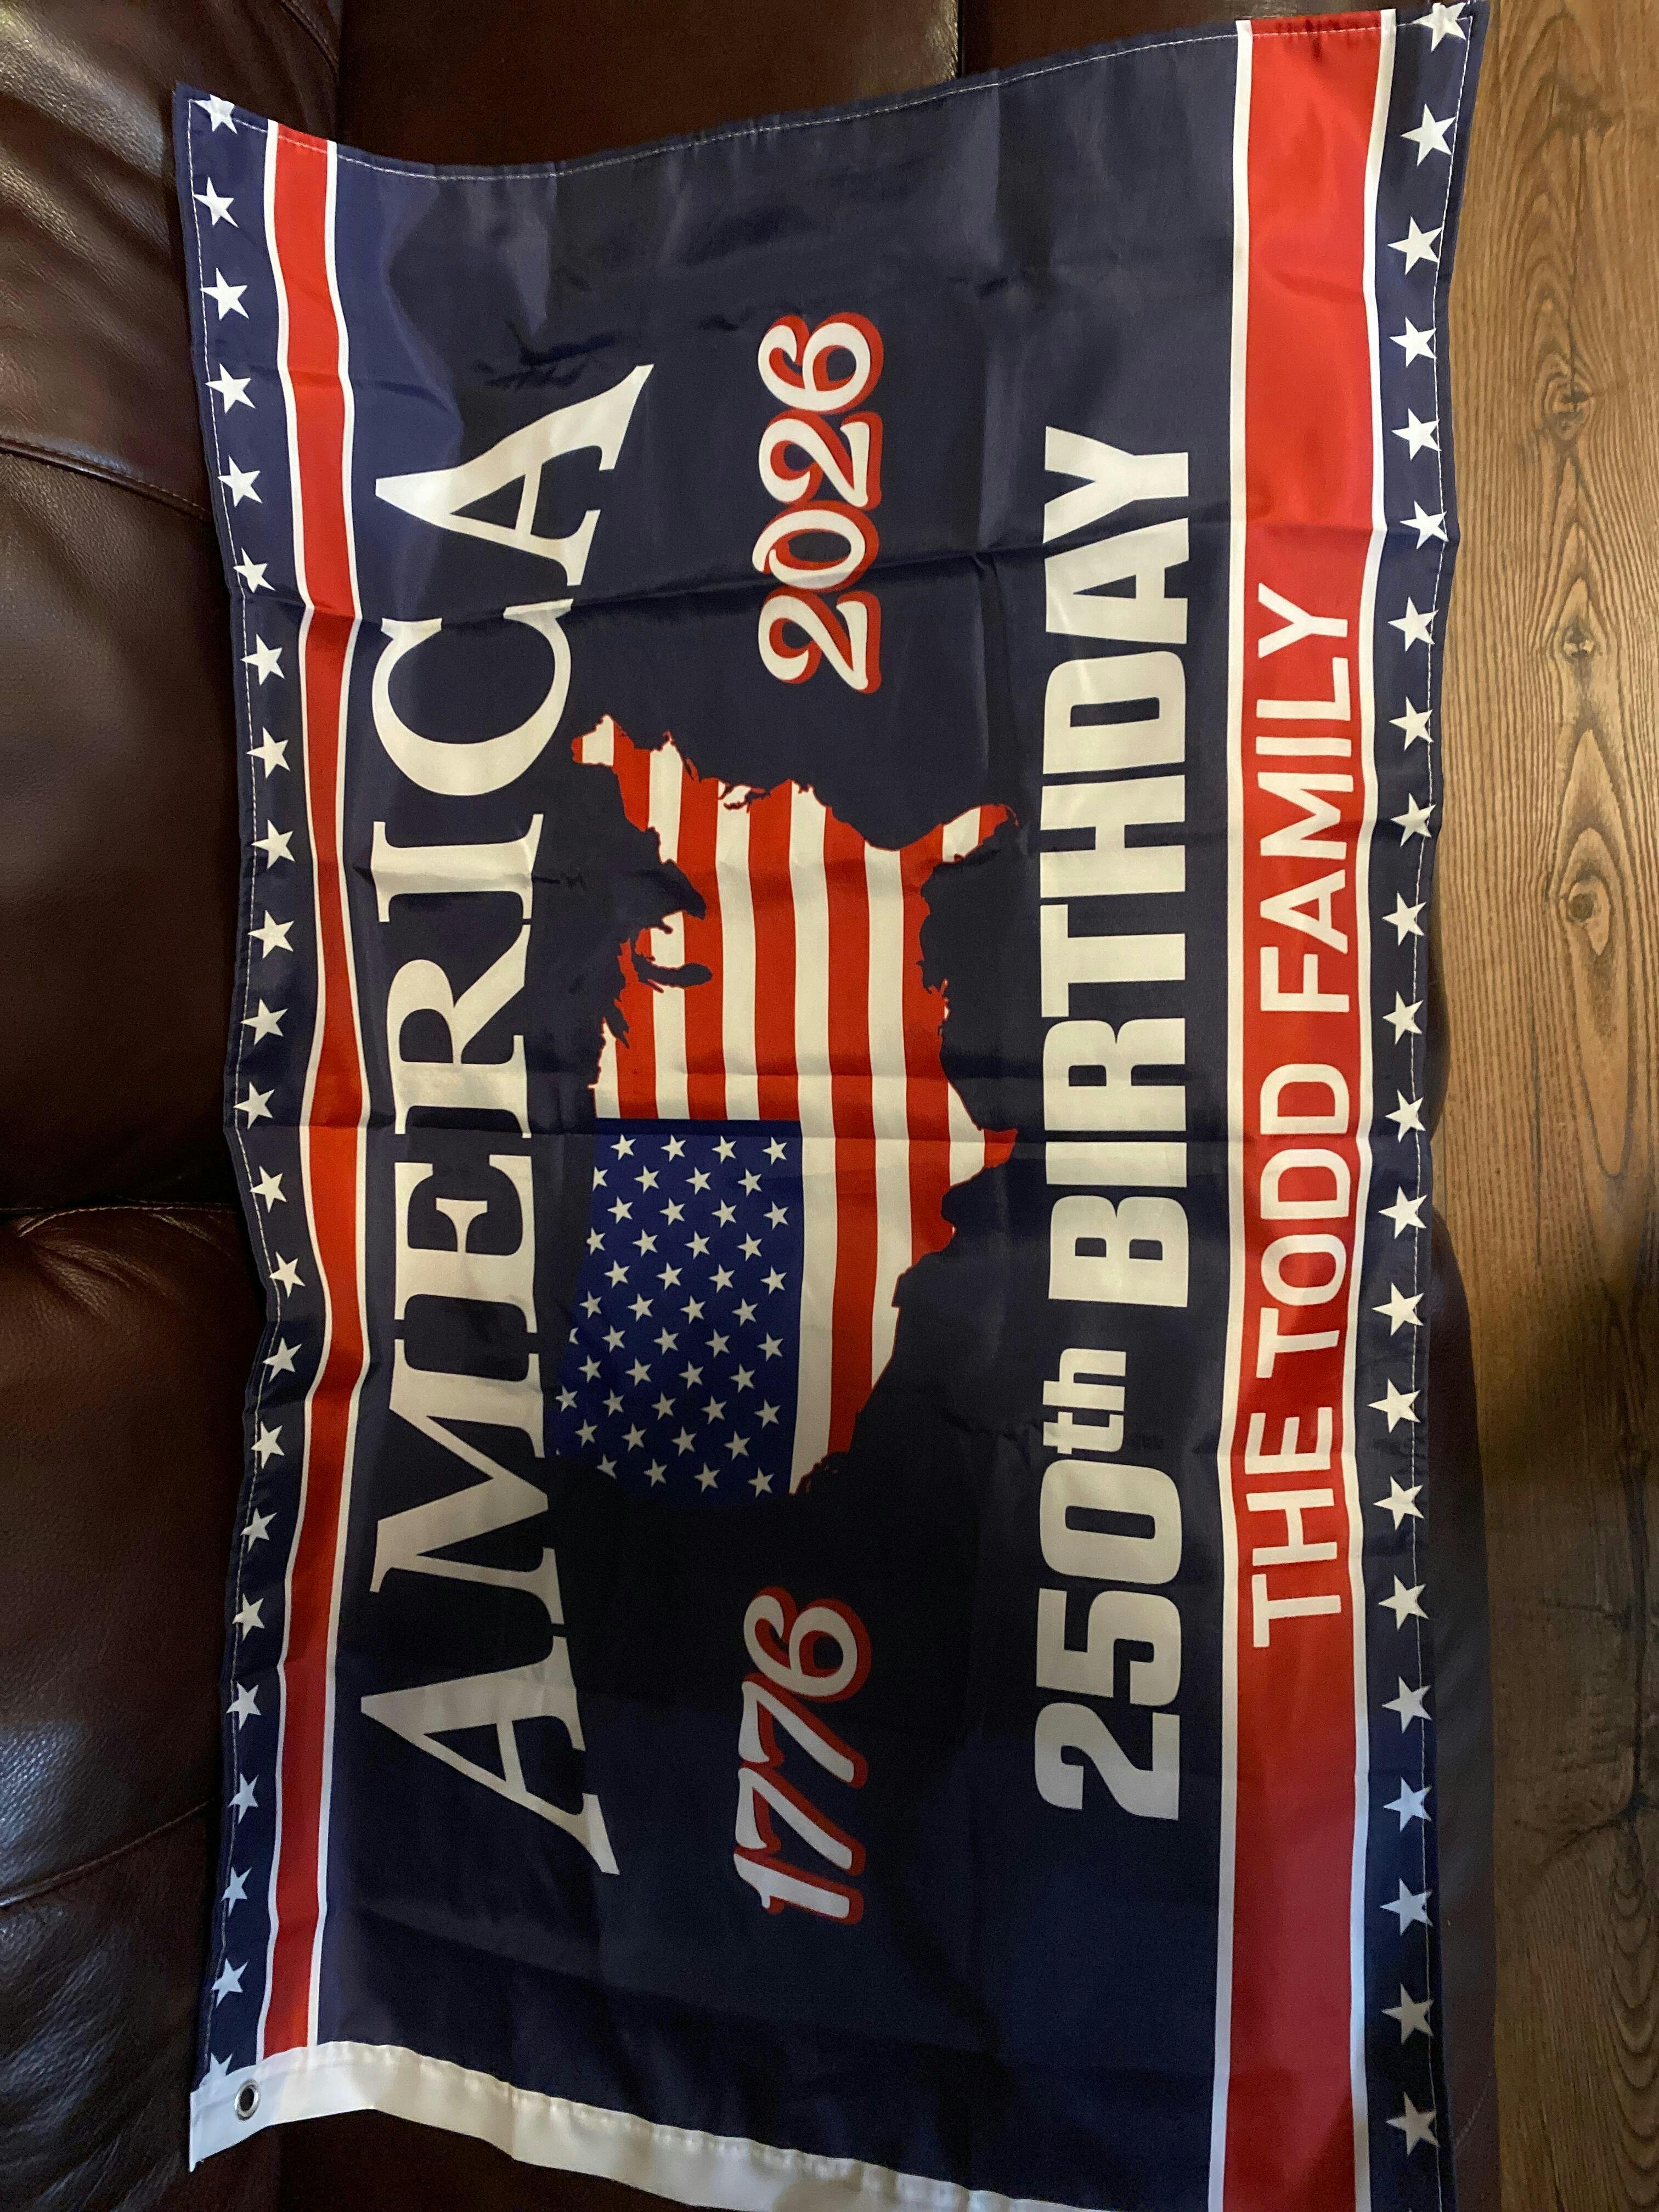 AMERICA
1776 2026
250th BIRTHDAY
THE TODD FAMILY